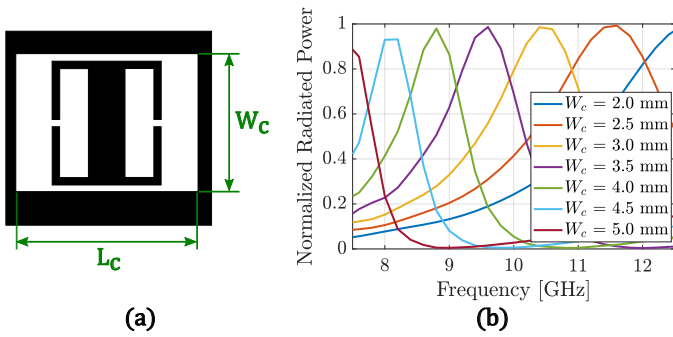 W_C
L_C
(a)
Normalized Radiated Power
1
0.8
0.6
0.4
0.2
0
8
9
10
11
12
Frequency [GHz]
W_c = 2.0 mm
W_c = 2.5 mm
W_c = 3.0 mm
W_c = 3.5 mm
W_c = 4.0 mm
W_c = 4.5 mm
W_c = 5.0 mm
(b)